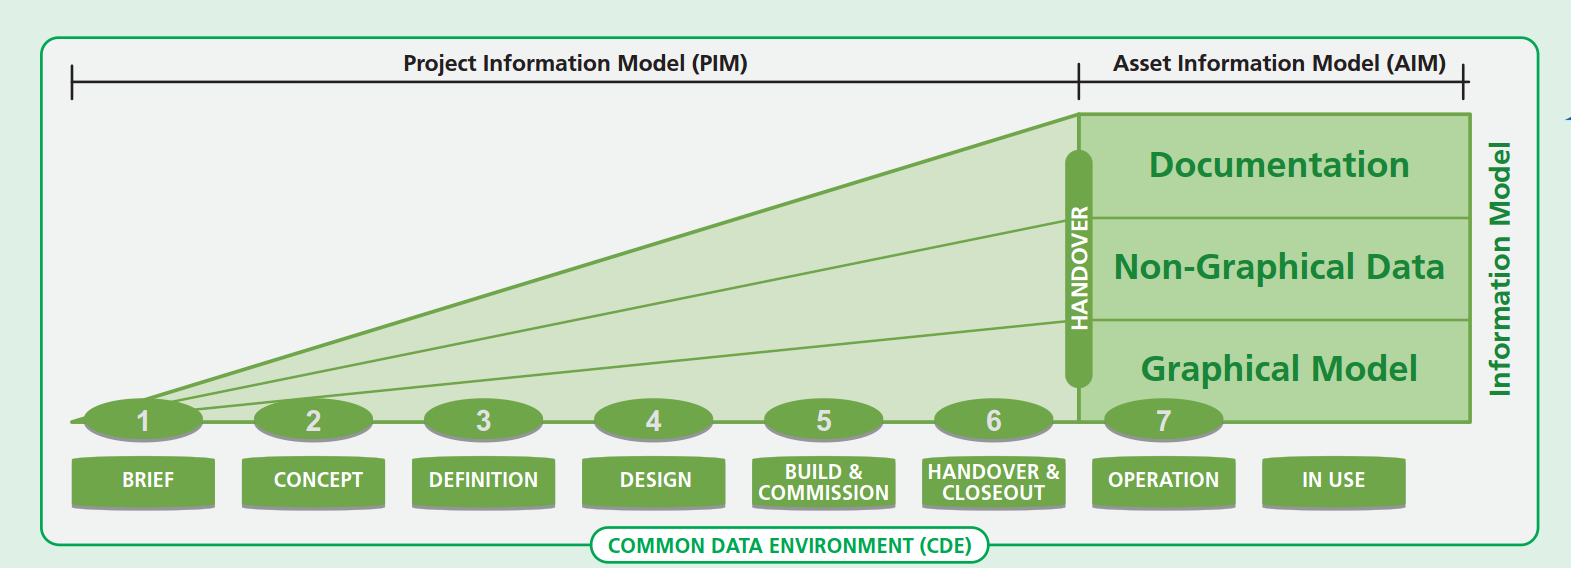 Project Information Model (PIM)
Asset Information Model (AIM)
Documentation
Non-Graphical Data
Graphical Model
HANDOVER
Information Model
1
2
3
4
5
6
7
BRIEF
CONCEPT
DEFINITION
DESIGN
BUILD &
COMMISSION
HANDOVER &
CLOSEOUT
OPERATION
IN USE
COMMON DATA ENVIRONMENT (CDE)